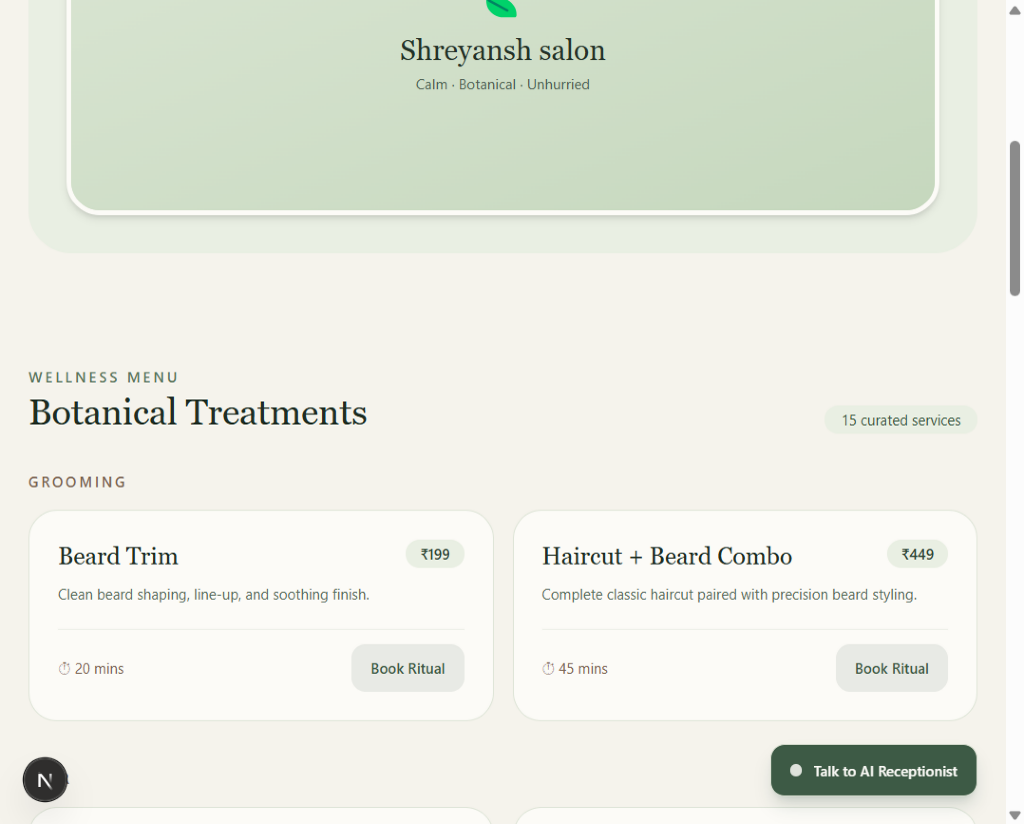 Shreyansh salon
Calm · Botanical · Unhurried
WELLNESS MENU
Botanical Treatments
15 curated services
GROOMING
Beard Trim
₹199
Clean beard shaping, line-up, and soothing finish.
⏱ 20 mins
Book Ritual
Haircut + Beard Combo
₹449
Complete classic haircut paired with precision beard styling.
⏱ 45 mins
Book Ritual
N
Talk to AI Receptionist